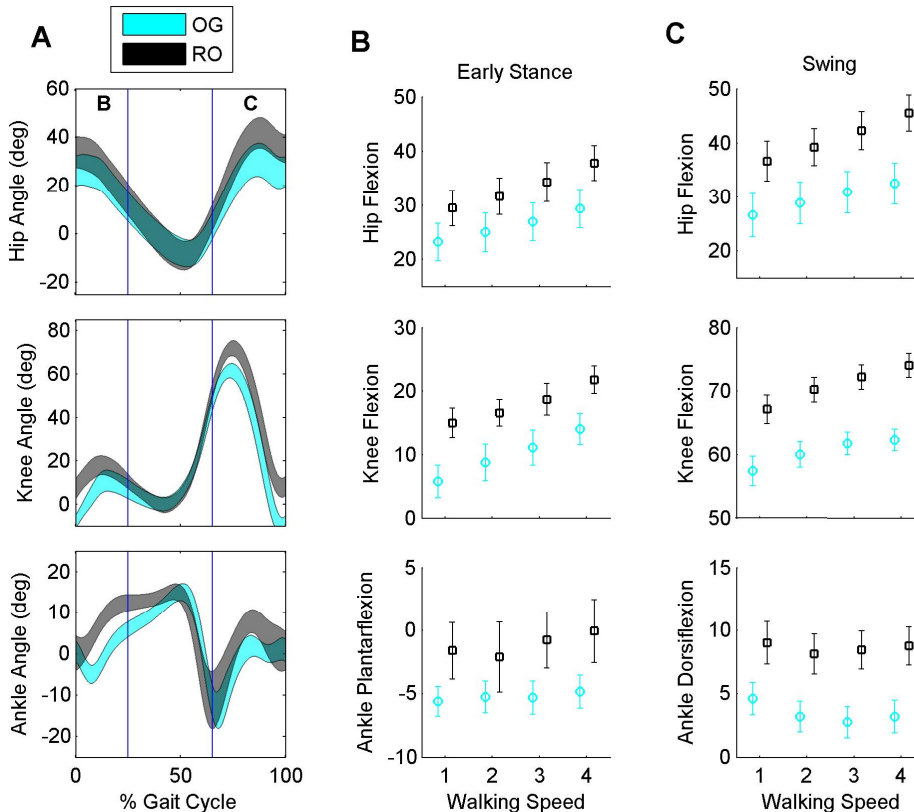 OG
RO
A
B
C
Hip Angle (deg)
60
40
20
0
-20
B
C
Knee Angle (deg)
80
60
40
20
0
Ankle Angle (deg)
20
10
0
-10
-20
0
50
100
% Gait Cycle
Early Stance
Hip Flexion
50
40
30
20
Knee Flexion
30
20
10
0
Ankle Plantarflexion
5
0
-5
-10
1
2
3
4
Walking Speed
Swing
Hip Flexion
50
40
30
20
Knee Flexion
80
70
60
50
Ankle Dorsiflexion
15
10
5
0
1
2
3
4
Walking Speed